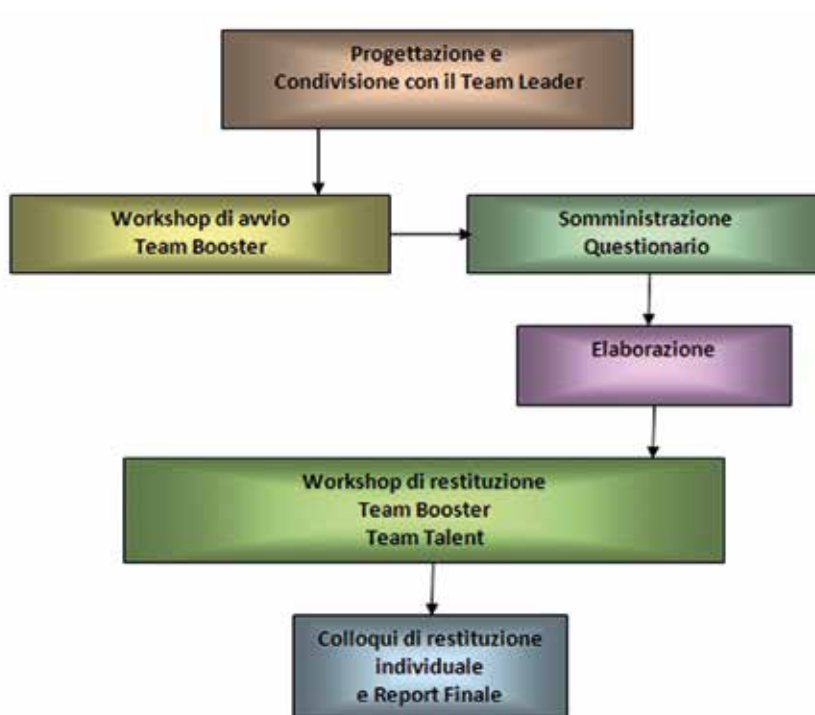 Progettazione e
Condivisione con il Team Leader
Workshop di avvio
Team Booster
Somministrazione
Questionario
Elaborazione
Workshop di restituzione
Team Booster
Team Talent
Colloqui di restituzione
individuale
e Report Finale